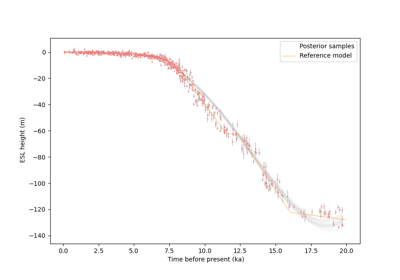 Posterior samples
Reference model
0
−20
−40
−60
−80
−100
−120
−140
ESL height (m)
0.0 2.5 5.0 7.5 10.0 12.5 15.0 17.5 20.0
Time before present (ka)